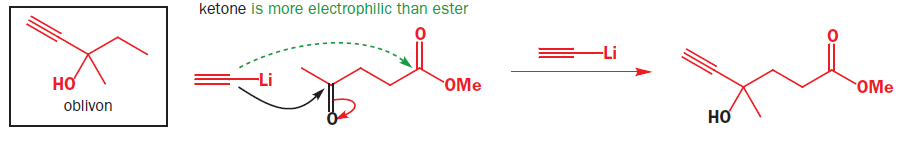 ketone is more electrophilic than ester
HO
oblivon
Li
O
O
OMe
Li
HO
O
OMe